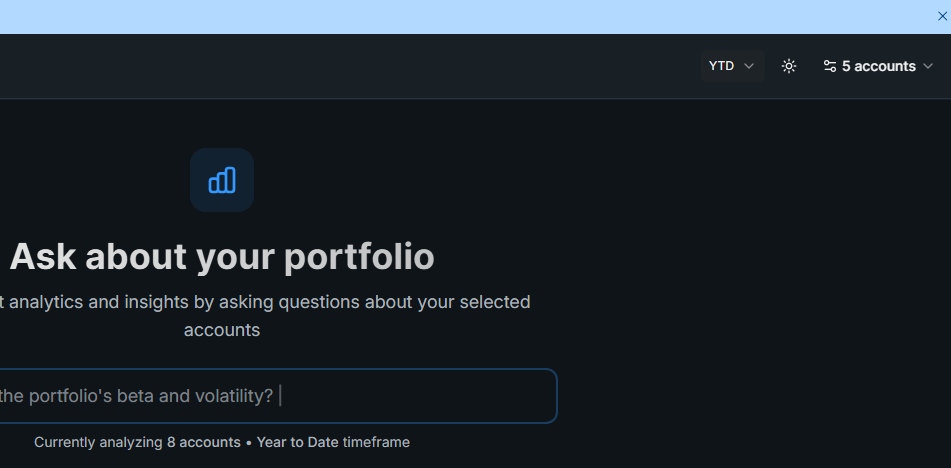 YTD
5 accounts
Ask about your portfolio
t analytics and insights by asking questions about your selected
accounts
the portfolio's beta and volatility?
Currently analyzing 8 accounts • Year to Date timeframe